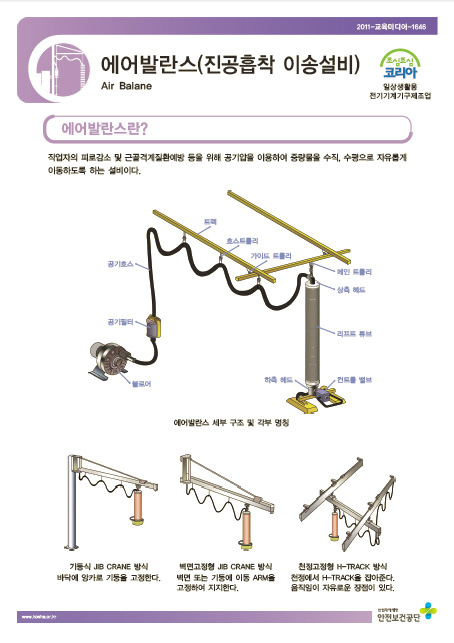 2011-교육미디어-1646
에어발란스(진공흡착 이송설비)
Air Balane
조심조심
코리아
일상생활용
전기기계기구제조업
에어발란스란?
작업자의 피로감소 및 근골격계질환예방 등을 위해 공기압을 이용하여 중량물을 수직, 수평으로 자유롭게
이동하도록 하는 설비이다.
트랙
호스트롤리
가이드 트롤리
공기호스
메인 트롤리
상측 헤드
공기필터
리프트 튜브
블로어
하측 헤드
컨트롤 밸브
에어발란스 세부 구조 및 각부 명칭
기둥식 JIB CRANE 방식
바닥에 앙카로 기둥을 고정한다.
벽면고정형 JIB CRANE 방식
벽면 또는 기둥에 이동 ARM을
고정하여 지지한다.
천정고정형 H-TRACK 방식
천정에서 H-TRACK을 잡아준다.
움직임이 자유로운 장점이 있다.
www.kosha.or.kr
안전보건공단